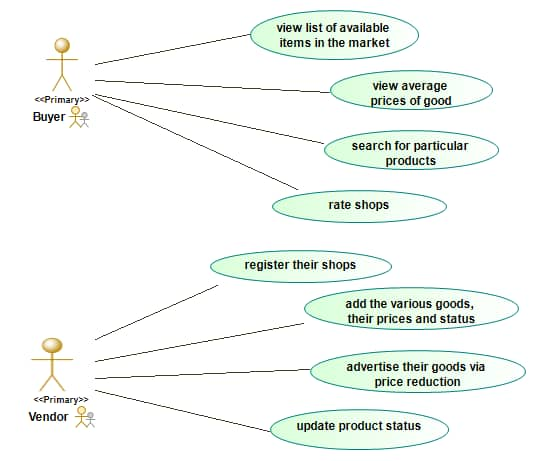 view list of available
items in the market
<<Primary>>
Buyer
view average
prices of good
search for particular
products
rate shops
register their shops
add the various goods,
their prices and status
<<Primary>>
Vendor
advertise their goods via
price reduction
update product status